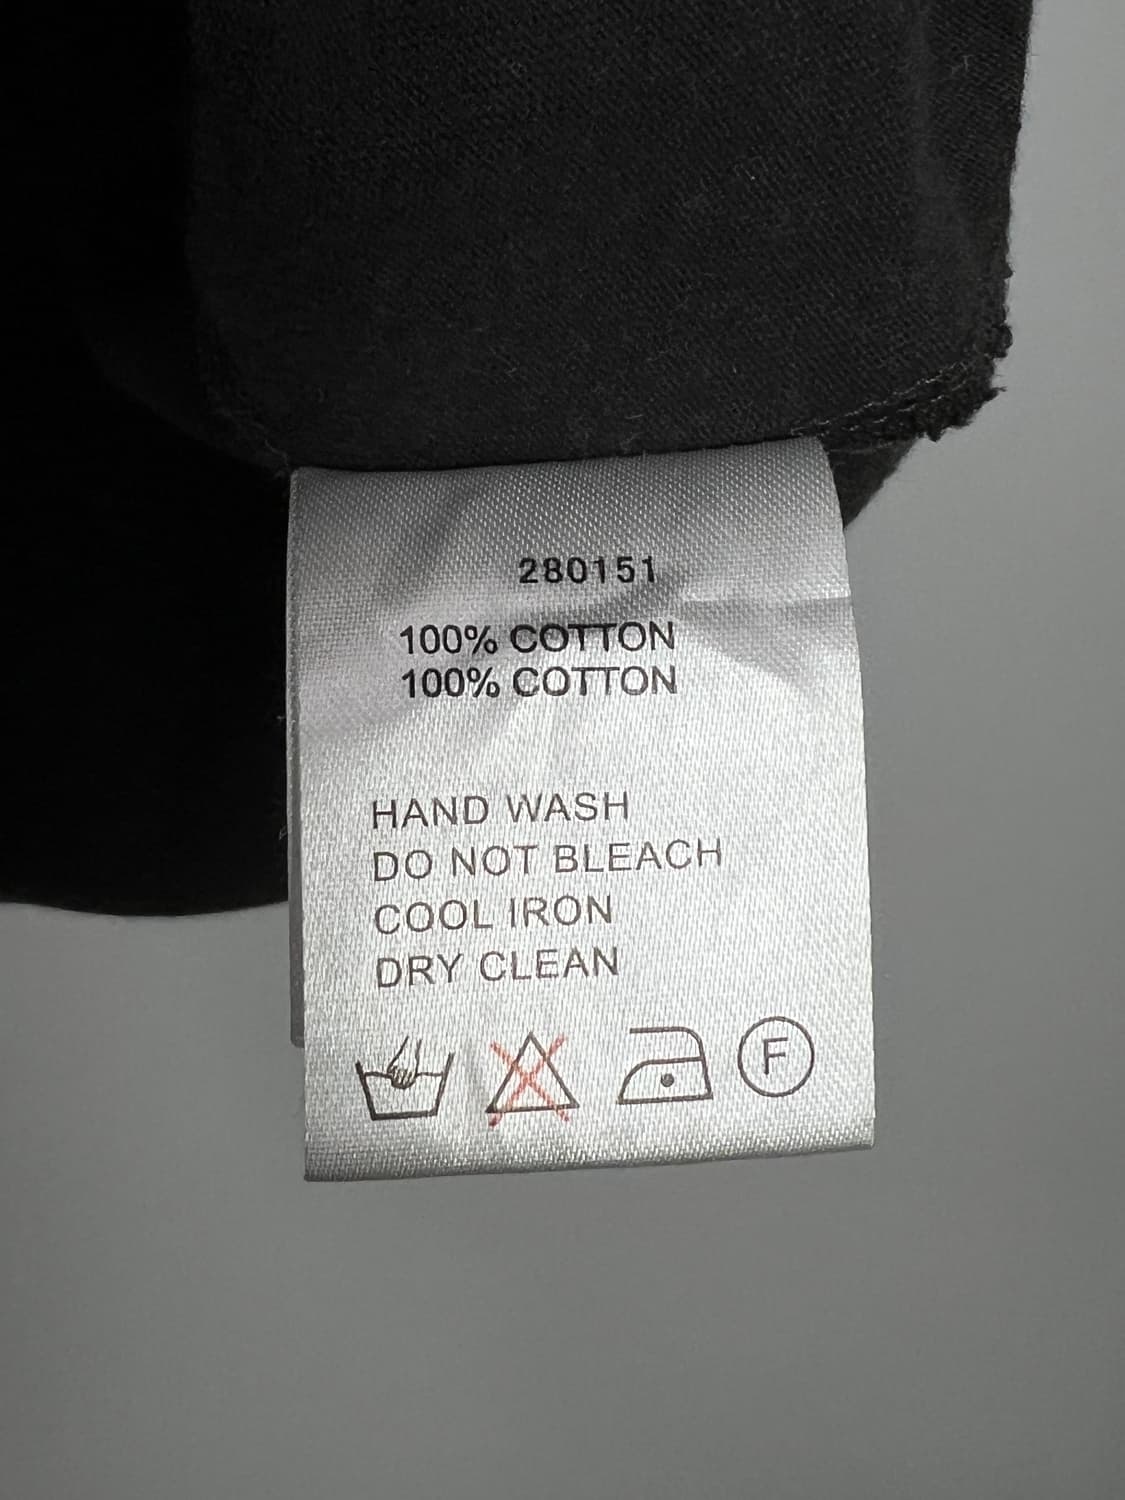 280151
100% COTTON
100% COTTON
HAND WASH
DO NOT BLEACH
COOL IRON
DRY CLEAN
F